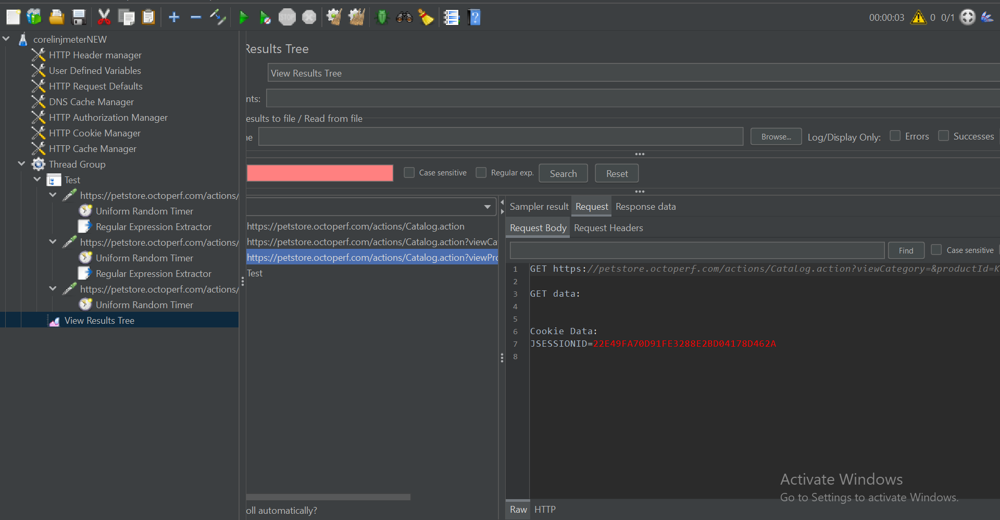 STOP
00:00:03 0 0/1
corelinjmeterNEW
HTTP Header manager
User Defined Variables
HTTP Request Defaults
DNS Cache Manager
HTTP Authorization Manager
HTTP Cookie Manager
HTTP Cache Manager
Thread Group
Test
https://petstore.octoperf.com/actions/
Uniform Random Timer
Regular Expression Extractor
https://petstore.octoperf.com/actions/
Uniform Random Timer
Regular Expression Extractor
https://petstore.octoperf.com/actions/
Uniform Random Timer
View Results Tree
Results Tree
View Results Tree
nts:
esults to file / Read from file
ne
Browse...
Log/Display Only:
Errors
Successes
Case sensitive
Regular exp.
Search
Reset
https://petstore.octoperf.com/actions/Catalog.action
https://petstore.octoperf.com/actions/Catalog.action?viewCa
https://petstore.octoperf.com/actions/Catalog.action?viewPro
Test
oll automatically?
Sampler result Request Response data
Request Body Request Headers
Find
Case sensitive
1 GET https://petstore.octoperf.com/actions/Catalog.action?viewCategory=&productId=K
2
3 GET data:
4
5
6 Cookie Data:
7 JSESSIONID=22E49FA70D91FE3288E2BD04178D462A
8
Activate Windows
Go to Settings to activate Windows.
Raw HTTP